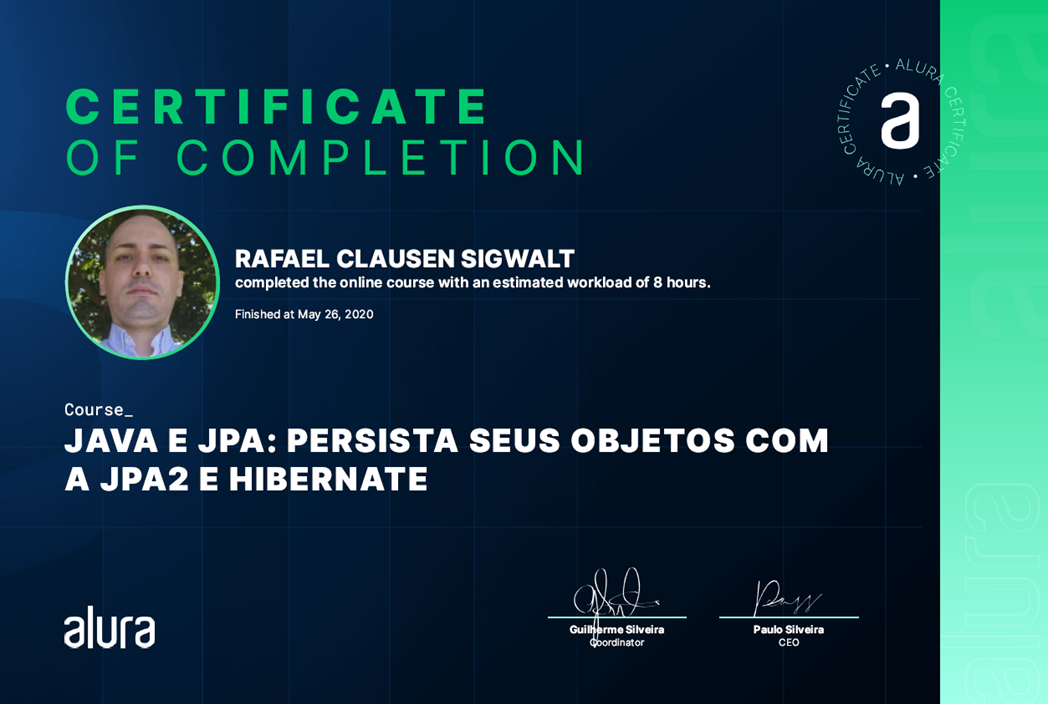 CERTIFICATE
OF COMPLETION
• ALURA CERTIFICATE • ALURA CERTIFICATE
a
RAFAEL CLAUSEN SIGWALT
completed the online course with an estimated workload of 8 hours.
Finished at May 26, 2020
Course_
JAVA E JPA: PERSISTA SEUS OBJETOS COM
A JPA2 E HIBERNATE
alura
Guilherme Silveira
Coordinator
Paulo Silveira
CEO
alura
alura